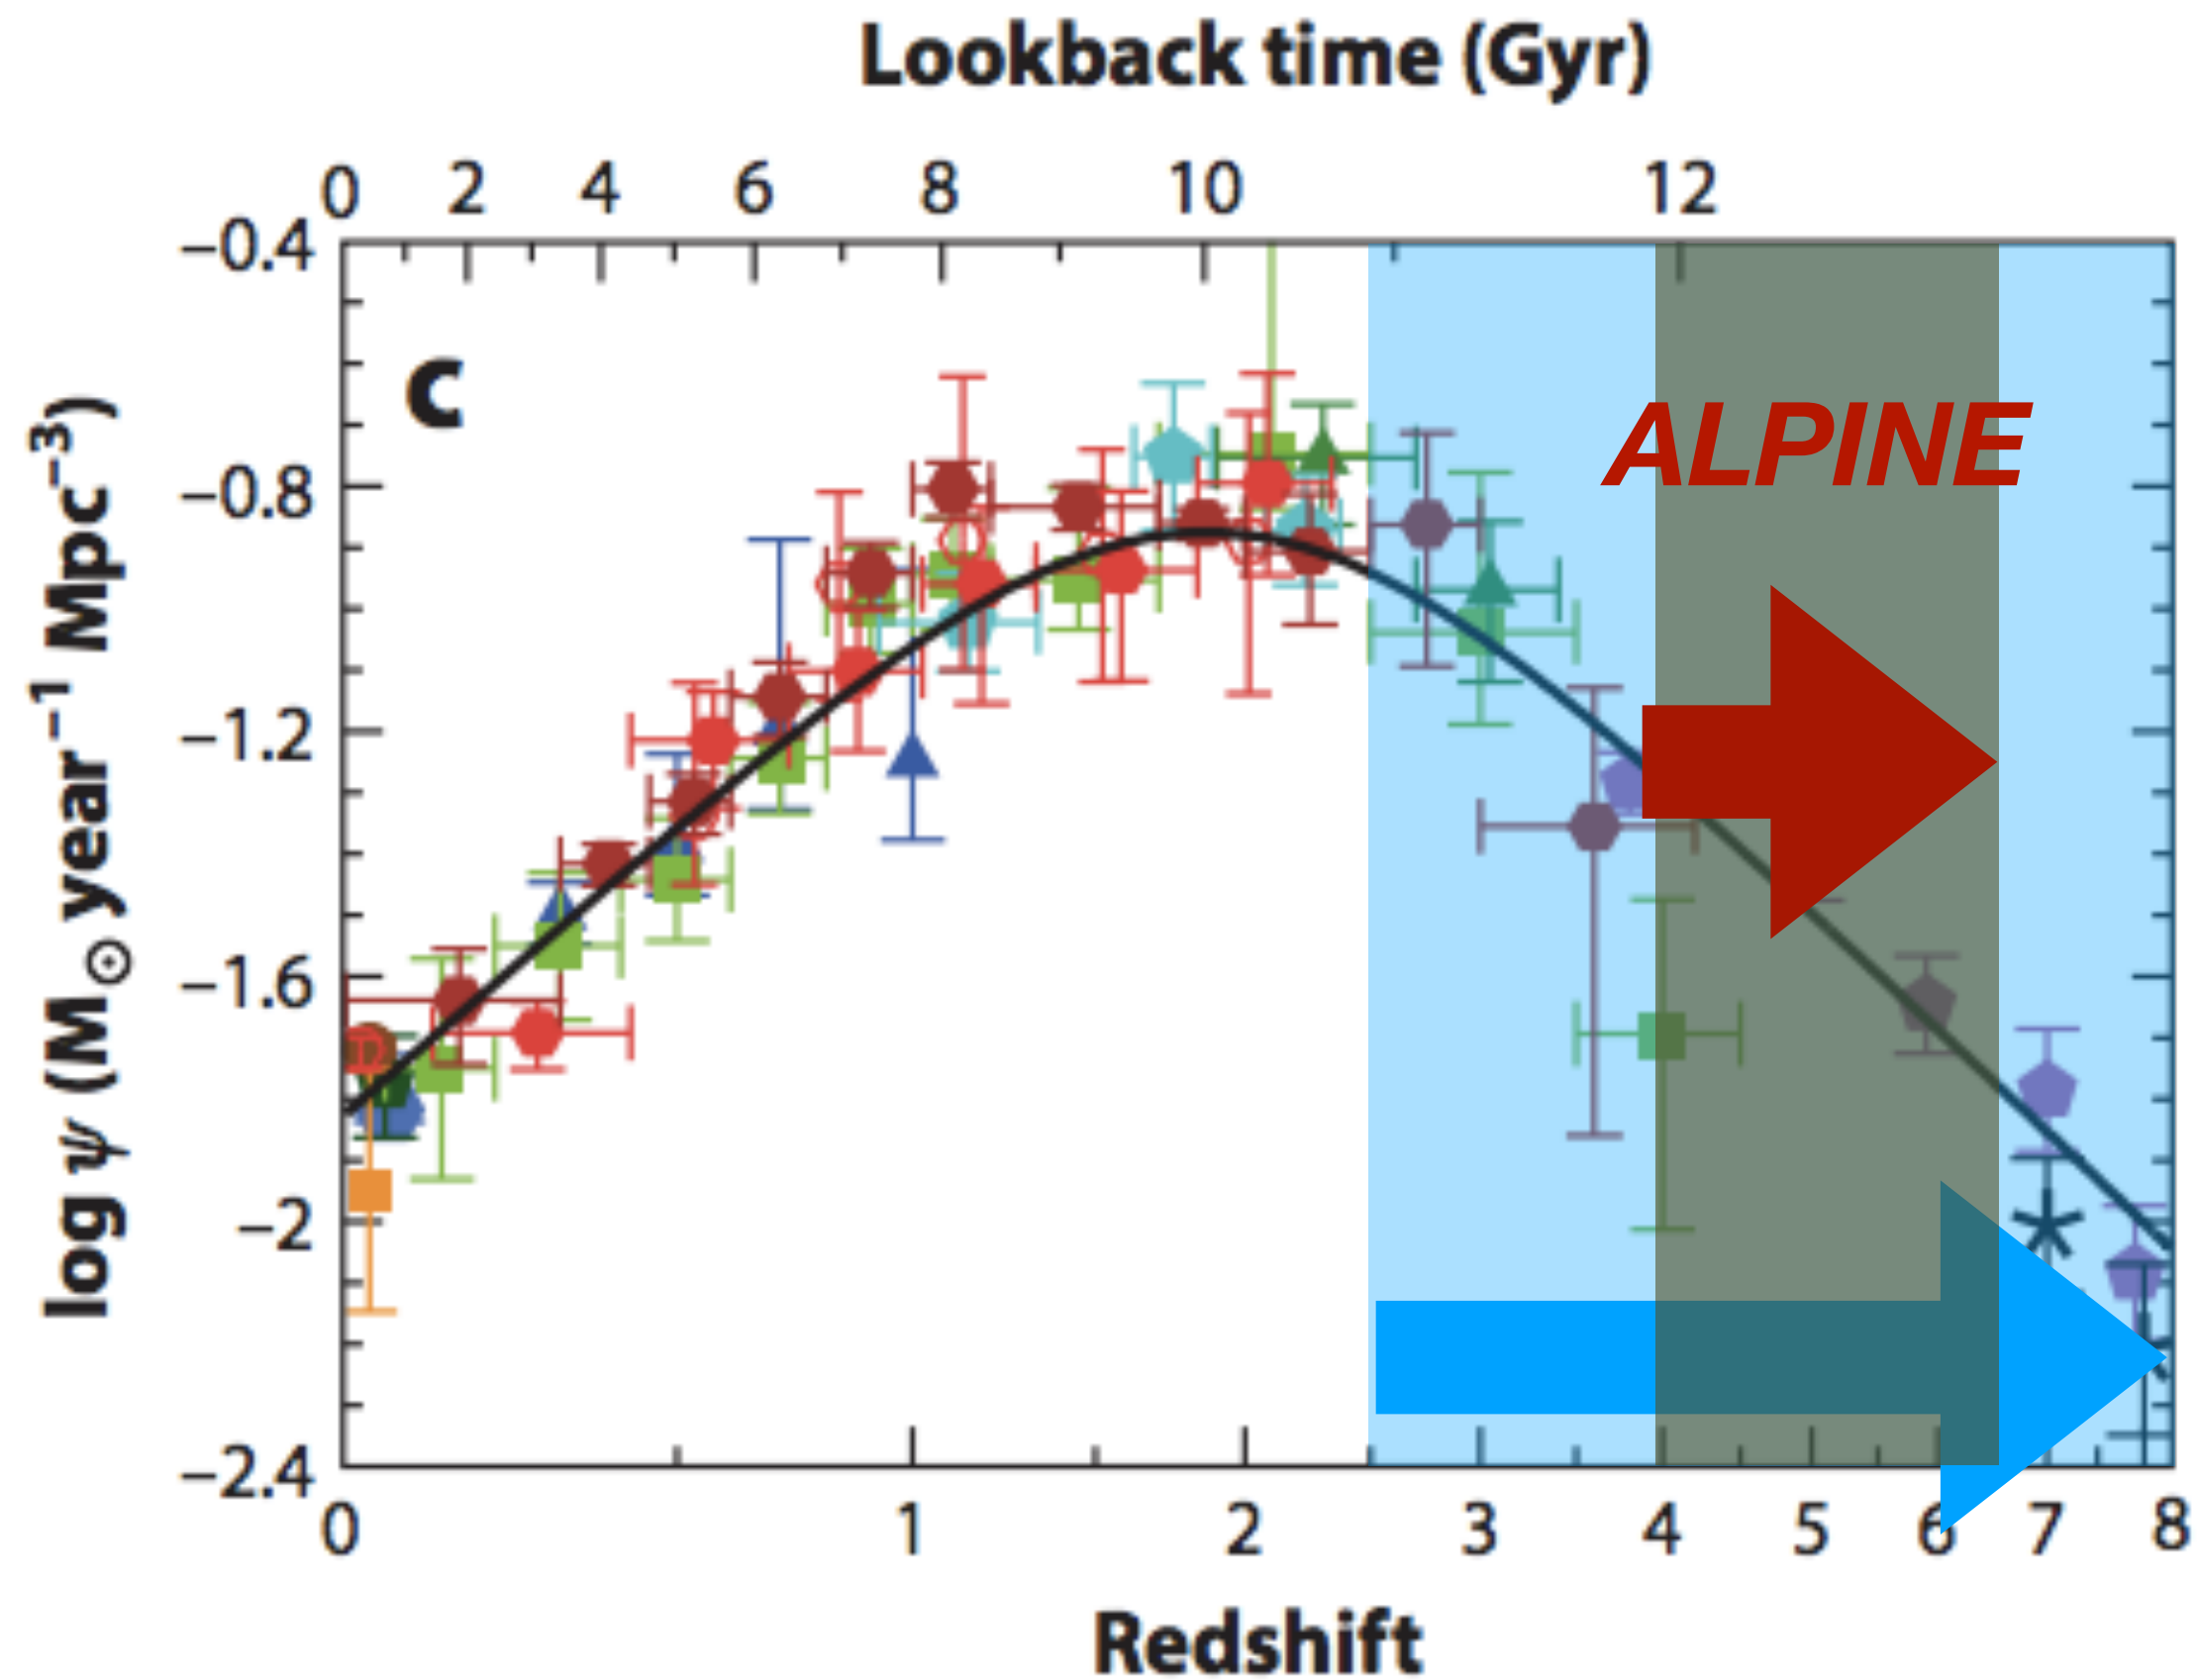 Lookback time (Gyr)
0 2 4 6 8 10 12
−0.4
−0.8
−1.2
−1.6
−2
−2.4
log ψ (M⊙ year⁻¹ Mpc⁻³)
c
ALPINE
0 1 2 3 4 5 6 7 8
Redshift